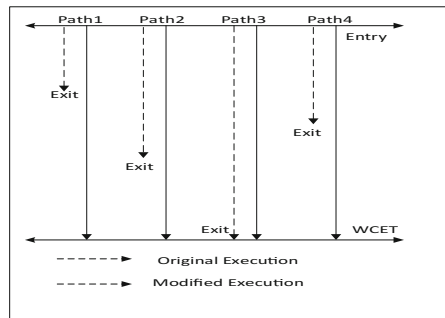 Path1 Path2 Path3 Path4
Entry
Exit
Exit
Exit
Exit
WCET
Original Execution
Modified Execution